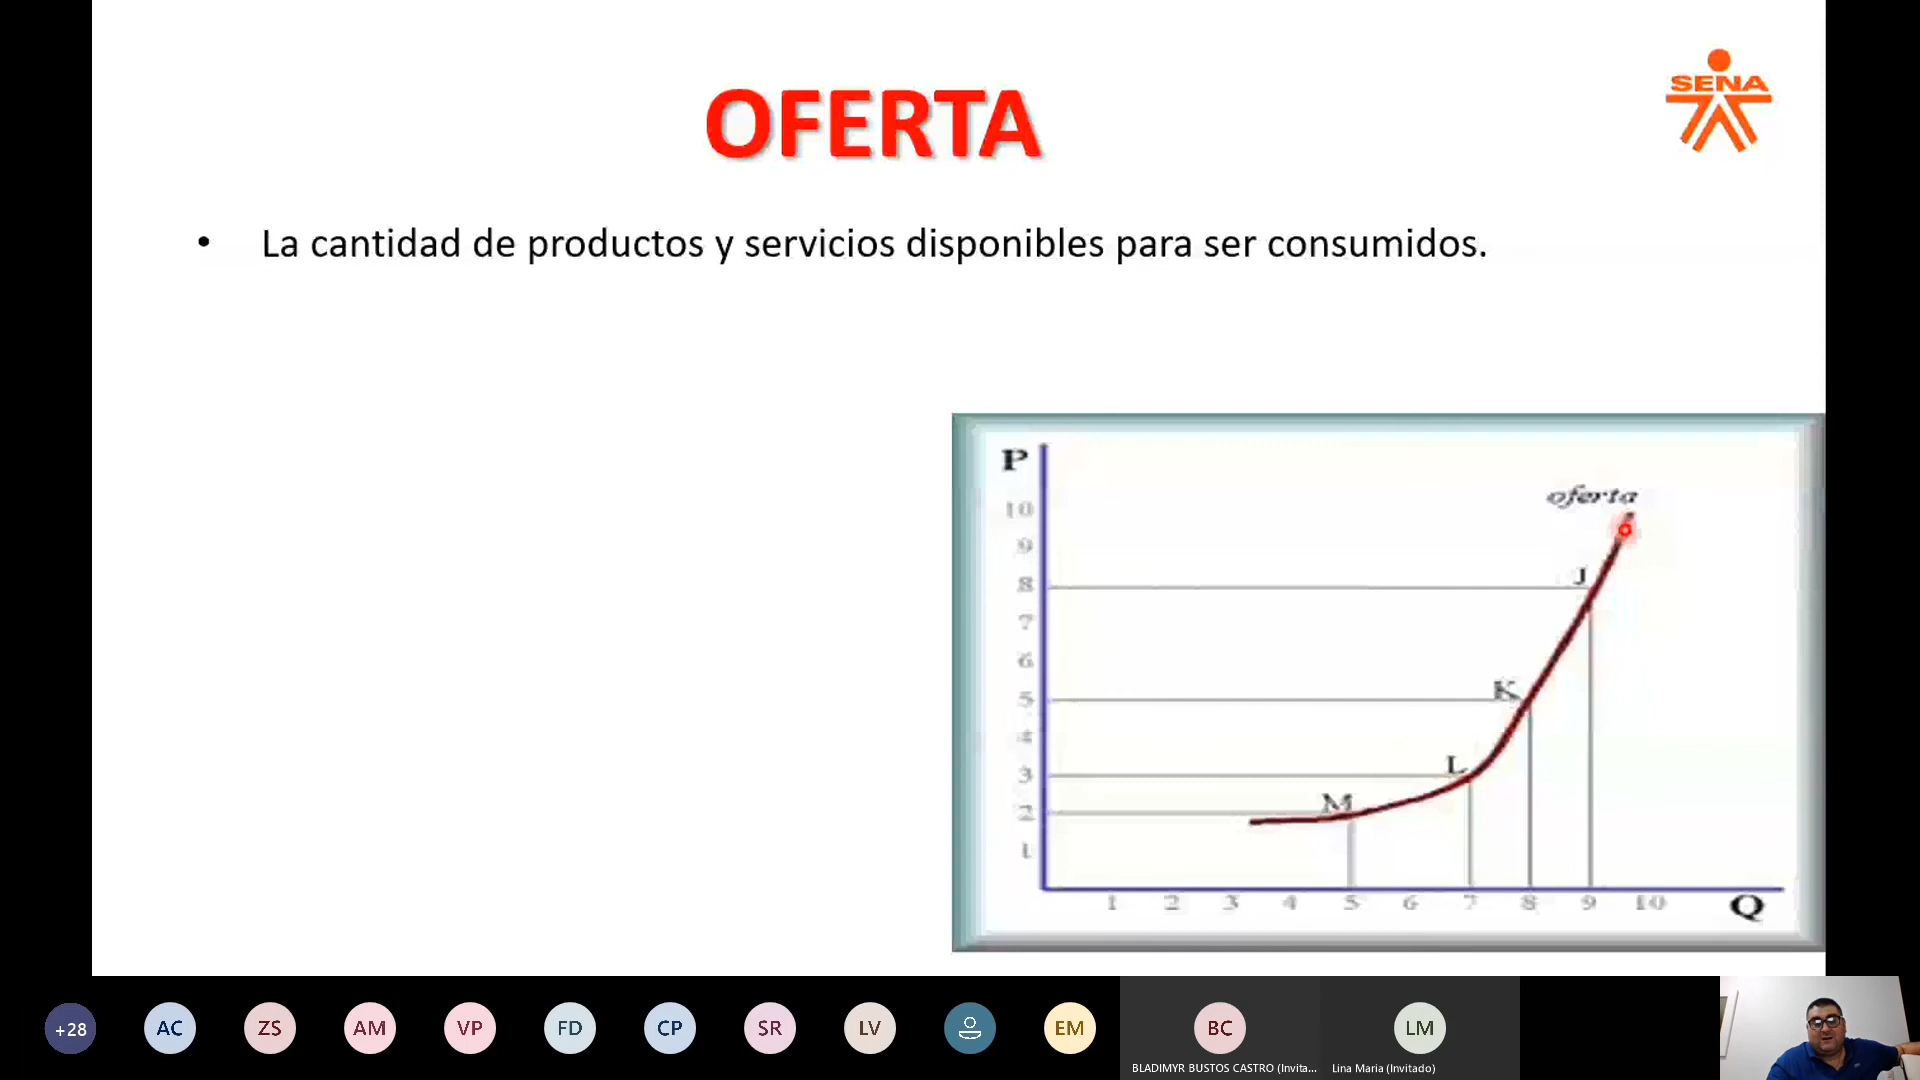 OFERTA
SENA
• La cantidad de productos y servicios disponibles para ser consumidos.
P
oferta
10
9
8
7
6
5
4
3
2
1
J
K
L
M
1 2 3 4 5 6 7 8 9 10
Q
+28 AC ZS AM VP FD CP SR LV EM BC LM
BLADIMYR BUSTOS CASTRO (Invita... Lina Maria (Invitado)